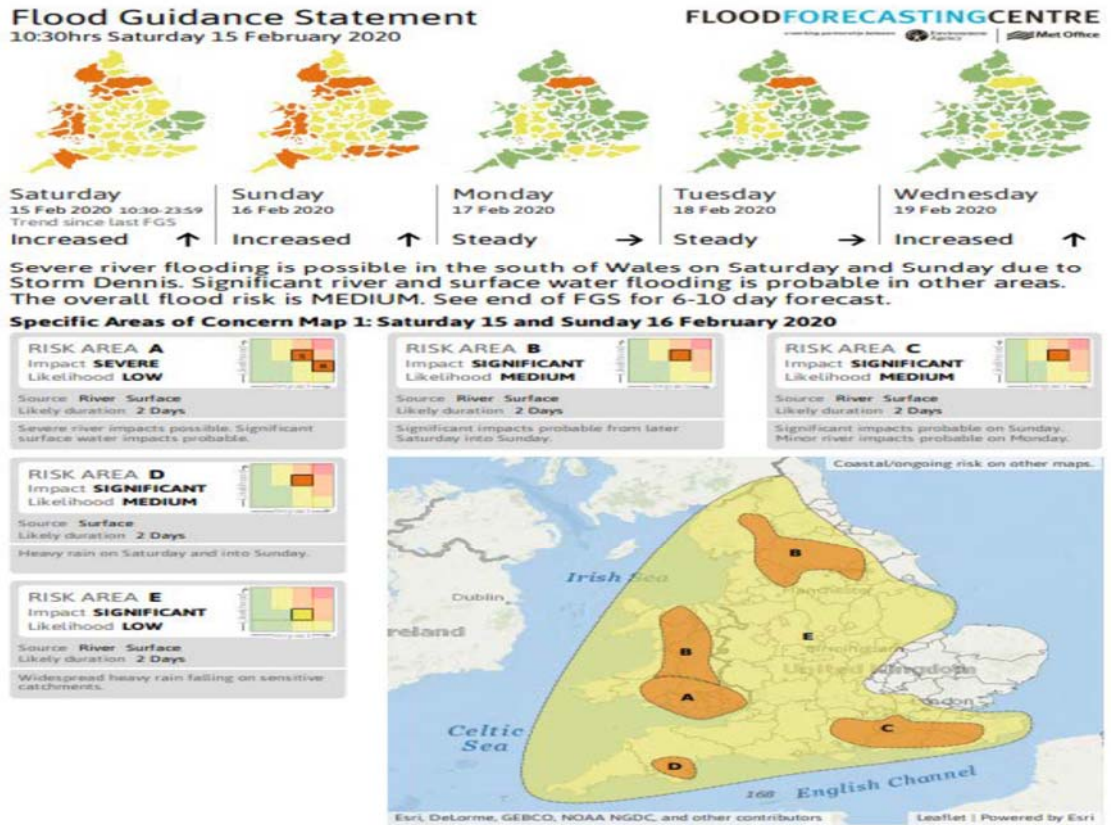 Flood Guidance Statement
10:30hrs Saturday 15 February 2020
FLOODFORECASTINGCENTRE
a working partnership between
Environment Agency
Met Office
Saturday
15 Feb 2020 10:30-23:59
Trend since last FGS
Increased ↑
Sunday
16 Feb 2020
Increased ↑
Monday
17 Feb 2020
Steady →
Tuesday
18 Feb 2020
Steady →
Wednesday
19 Feb 2020
Increased ↑
Severe river flooding is possible in the south of Wales on Saturday and Sunday due to
Storm Dennis. Significant river and surface water flooding is probable in other areas.
The overall flood risk is MEDIUM. See end of FGS for 6-10 day forecast.
Specific Areas of Concern Map 1: Saturday 15 and Sunday 16 February 2020
RISK AREA A
Impact SEVERE
Likelihood LOW
Source River Surface
Likely duration 2 Days
Severe river impacts possible. Significant
surface water impacts probable.
RISK AREA B
Impact SIGNIFICANT
Likelihood MEDIUM
Source River Surface
Likely duration 2 Days
Significant impacts probable from later
Saturday into Sunday.
RISK AREA C
Impact SIGNIFICANT
Likelihood MEDIUM
Source River Surface
Likely duration 2 Days
Significant impacts probable on Sunday.
Minor river impacts probable on Monday.
RISK AREA D
Impact SIGNIFICANT
Likelihood MEDIUM
Source Surface
Likely duration 2 Days
Heavy rain on Saturday and into Sunday.
RISK AREA E
Impact SIGNIFICANT
Likelihood LOW
Source River Surface
Likely duration 2 Days
Widespread heavy rain falling on sensitive
catchments.
Coastal/ongoing risk on other maps.
B
Irish Sea
Manchester
Dublin
reland
E
Birmingham
B
United Kingdom
A
London
Celtic
Sea
C
D
168 English Channel
Esri, DeLorme, GEBCO, NOAA NGDC, and other contributors
Leaflet | Powered by Esri